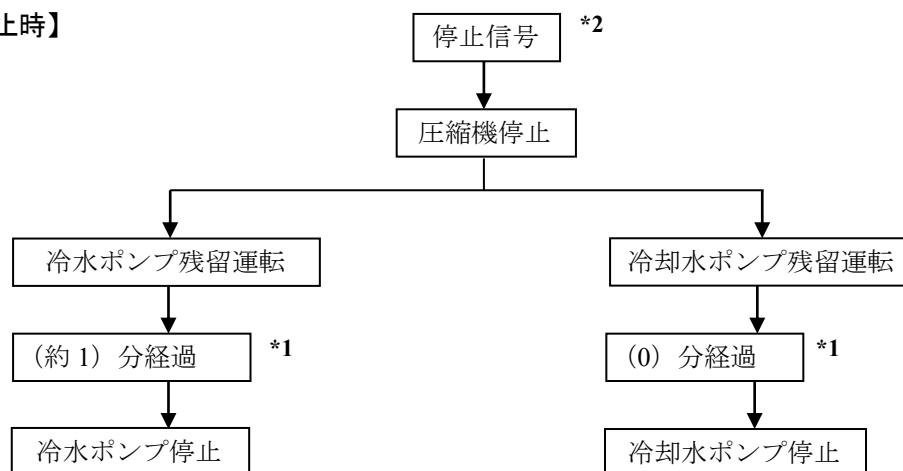 止時】
停止信号 *2
圧縮機停止
冷水ポンプ残留運転 冷却水ポンプ残留運転
（約 1）分経過 *1 （0）分経過 *1
冷水ポンプ停止 冷却水ポンプ停止